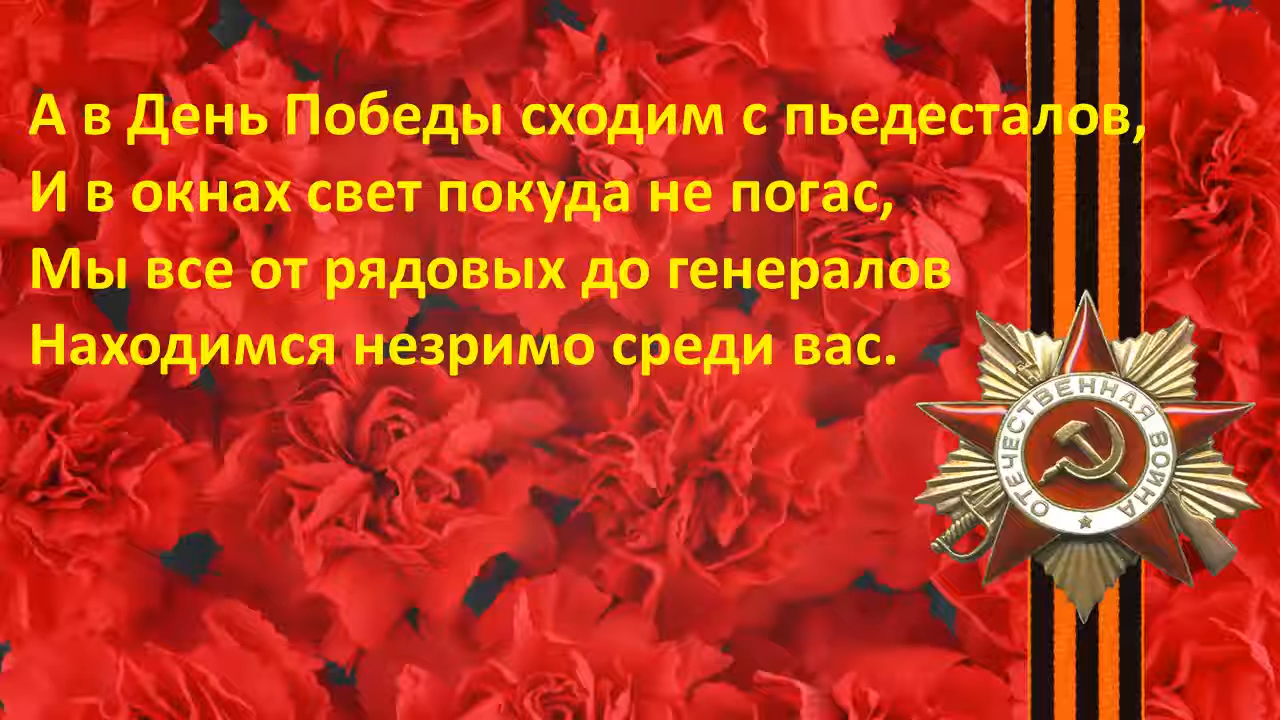 А в День Победы сходим с пьедесталов,
И в окнах свет покуда не погас,
Мы все от рядовых до генералов
Находимся незримо среди вас.
ОТЕЧЕСТВЕННАЯ ВОЙНА